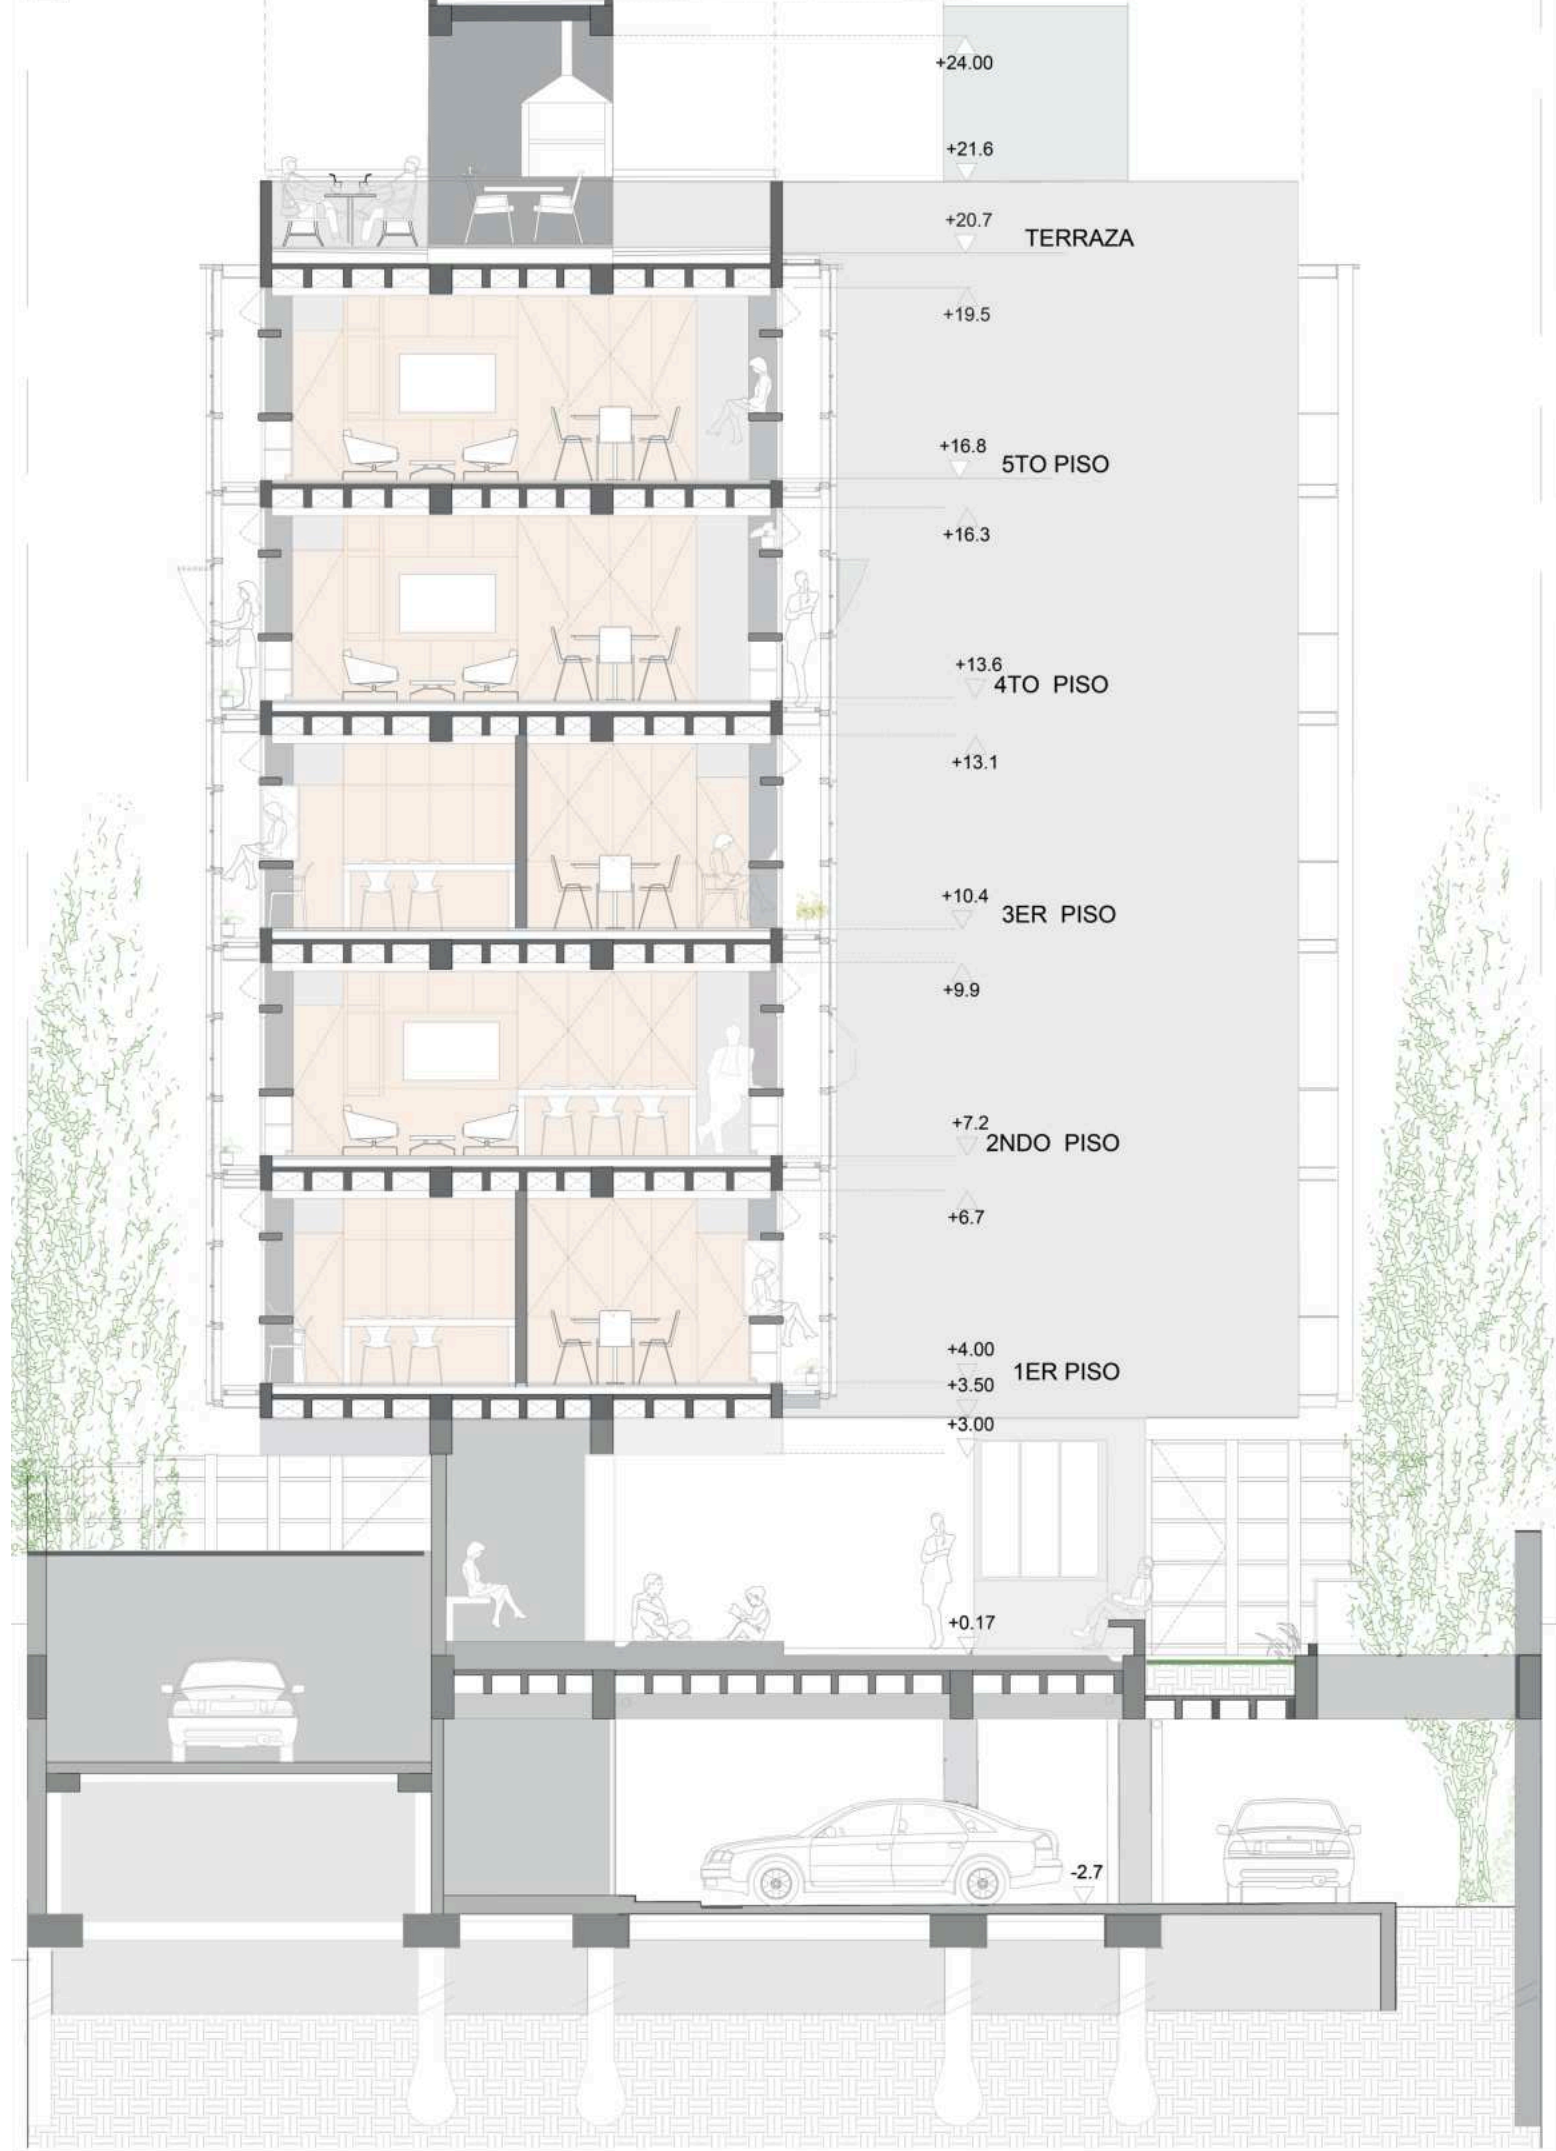 +24.00
+21.6
+20.7
TERRAZA
+19.5
+16.8
5TO PISO
+16.3
+13.6
4TO PISO
+13.1
+10.4
3ER PISO
+9.9
+7.2
2NDO PISO
+6.7
+4.00
1ER PISO
+3.50
+3.00
+0.17
-2.7